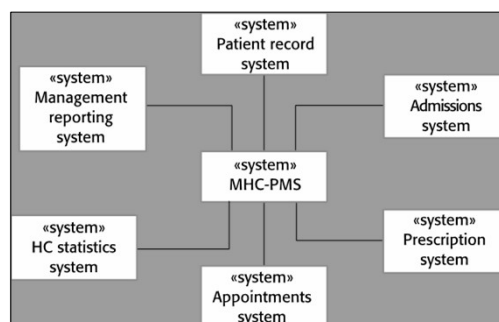 «system»
Patient record
system
«system»
Management
reporting
system
«system»
Admissions
system
«system»
MHC-PMS
«system»
HC statistics
system
«system»
Prescription
system
«system»
Appointments
system